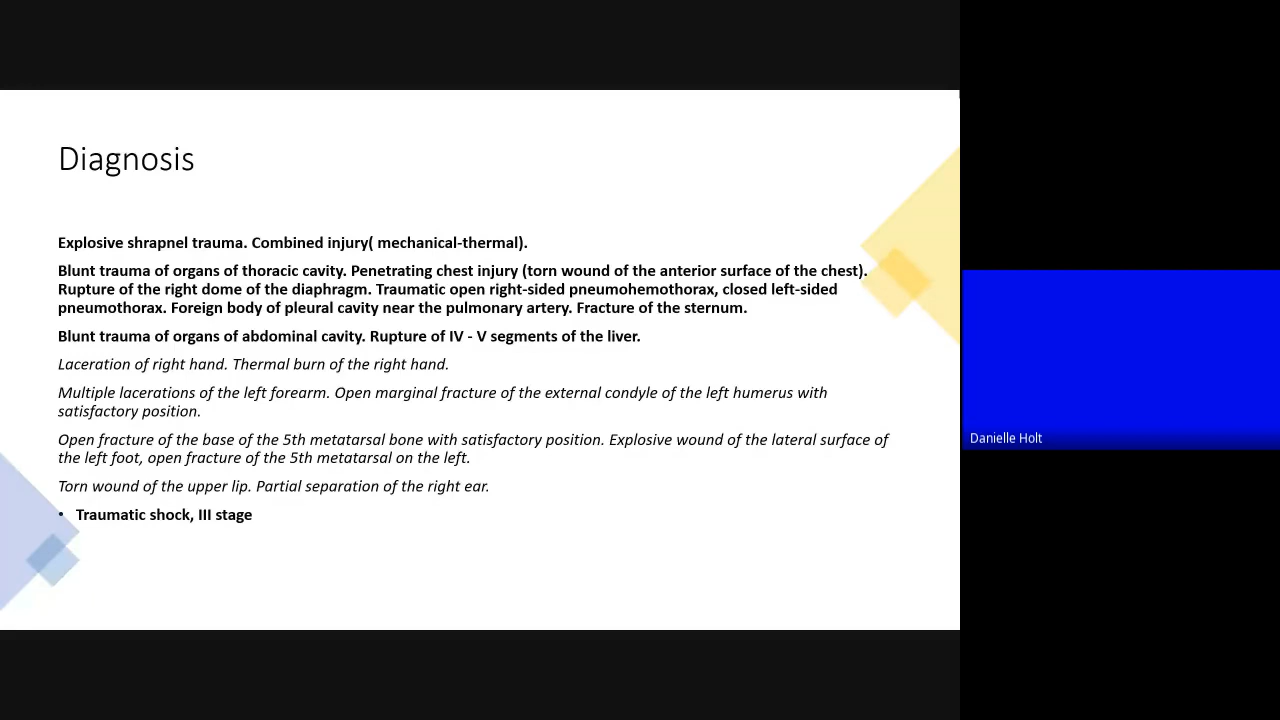 Diagnosis
Explosive shrapnel trauma. Combined injury( mechanical-thermal).
Blunt trauma of organs of thoracic cavity. Penetrating chest injury (torn wound of the anterior surface of the chest).
Rupture of the right dome of the diaphragm. Traumatic open right-sided pneumohemothorax, closed left-sided
pneumothorax. Foreign body of pleural cavity near the pulmonary artery. Fracture of the sternum.
Blunt trauma of organs of abdominal cavity. Rupture of IV - V segments of the liver.
Laceration of right hand. Thermal burn of the right hand.
Multiple lacerations of the left forearm. Open marginal fracture of the external condyle of the left humerus with
satisfactory position.
Open fracture of the base of the 5th metatarsal bone with satisfactory position. Explosive wound of the lateral surface of
the left foot, open fracture of the 5th metatarsal on the left.
Torn wound of the upper lip. Partial separation of the right ear.
• Traumatic shock, III stage
Danielle Holt